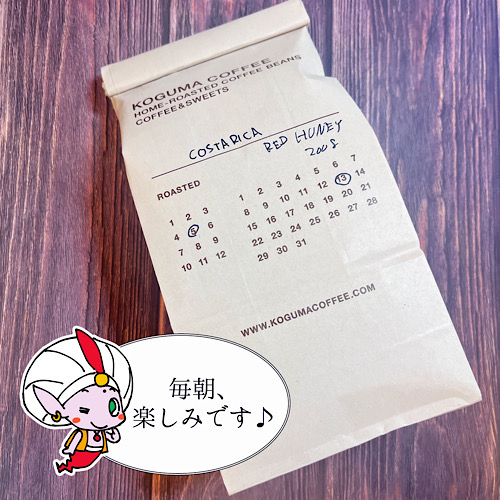 KOGUMA COFFEE
HOME-ROASTED COFFEE BEANS
COFFEE&SWEETS
COSTARICA RED HONEY
200g
ROASTED
1 2 3
4 5 6
7 8 9
10 11 12
1 2 3 4 5 6 7
8 9 10 11 12 13 14
15 16 17 18 19 20 21
22 23 24 25 26 27 28
29 30 31
WWW.KOGUMACOFFEE.COM
毎朝、
楽しみです♪